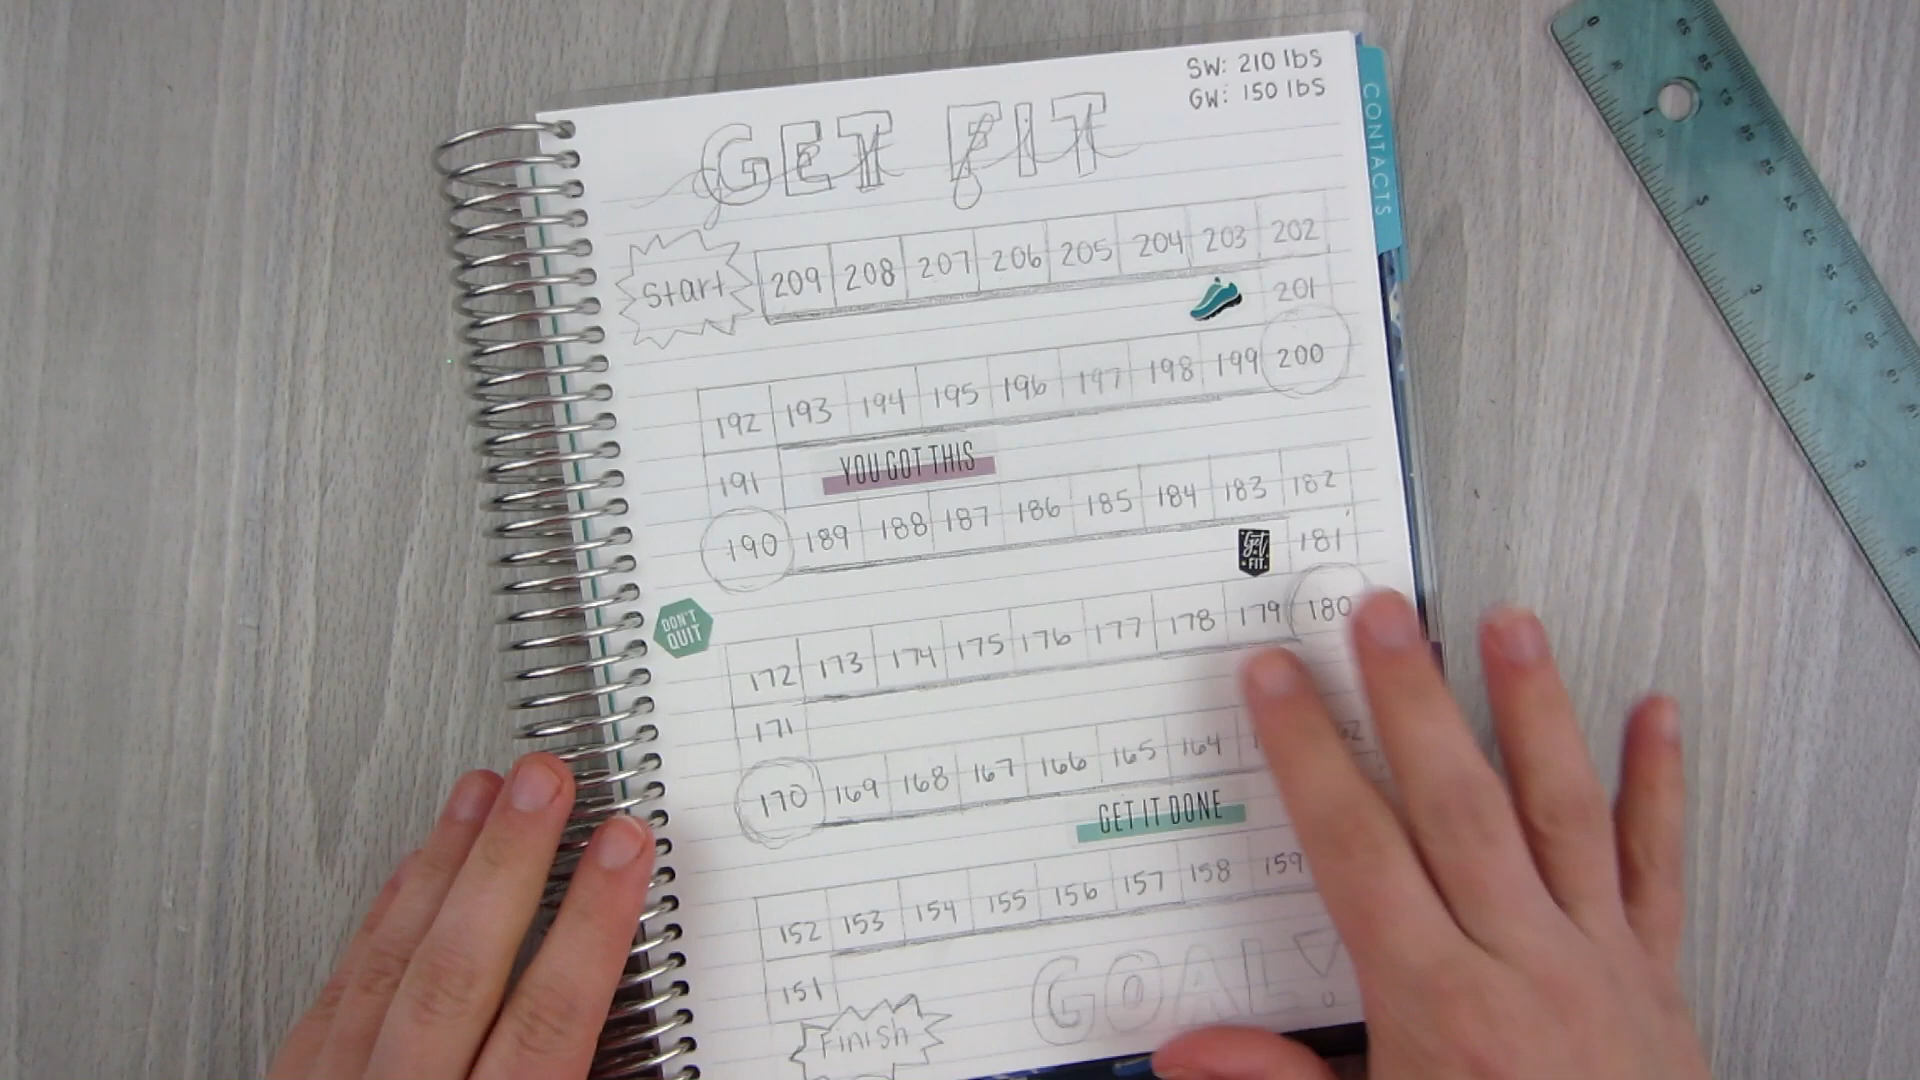 SW: 210 lbs
GW: 150 lbs
CONTACTS
GET FIT
Start 209 208 207 206 205 204 203 202
201
192 193 194 195 196 197 198 199 200
191 YOU GOT THIS
190 189 188 187 186 185 184 183 182
Get FIT. 181
DON'T QUIT
172 173 174 175 176 177 178 179 180
171
170 169 168 167 166 165 164
GET IT DONE
152 153 154 155 156 157 158 159
151
GOAL!
Finish